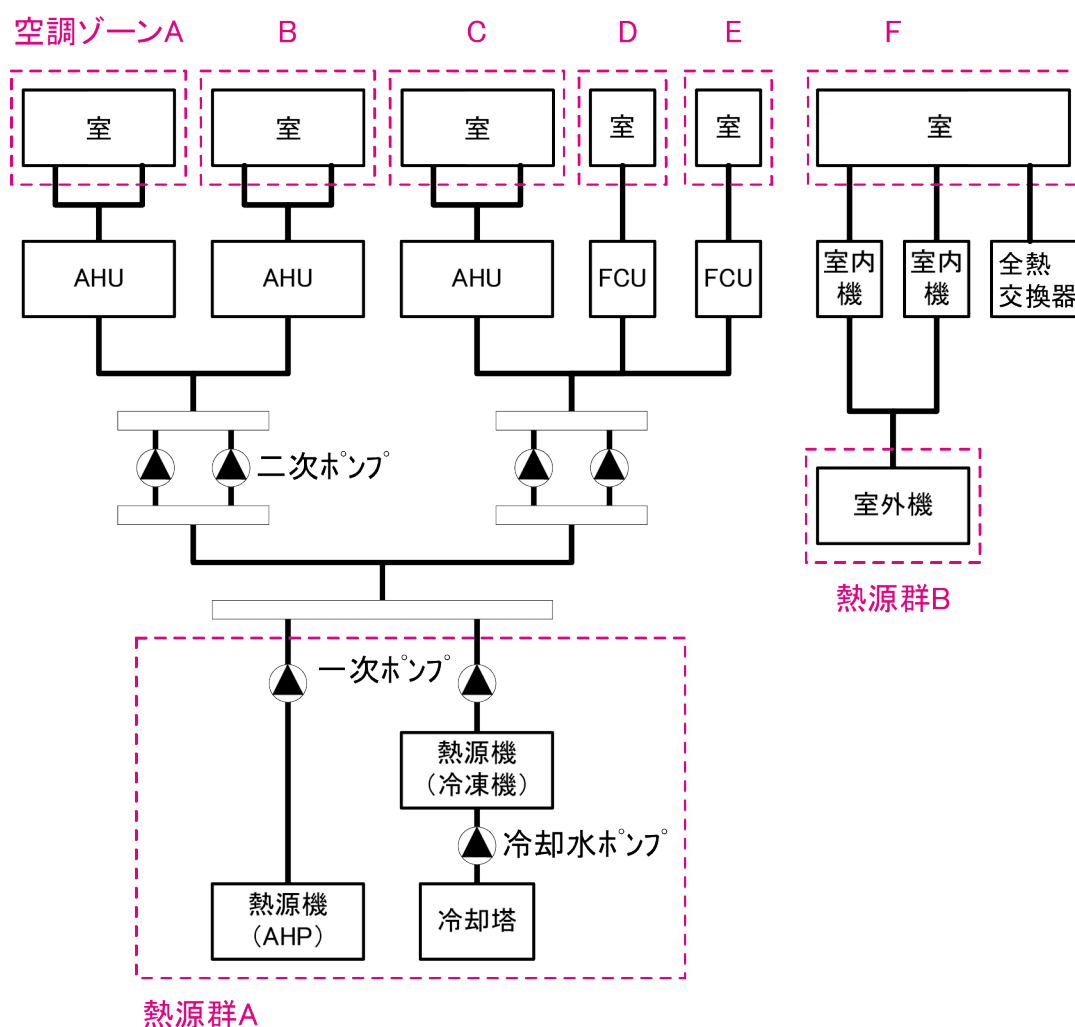 空調ゾーンA
B
C
D
E
F
室
室
室
室
室
室
AHU
AHU
AHU
FCU
FCU
室内
機
室内
機
全熱
交換器
二次ポンプ
室外機
熱源群B
一次ポンプ
熱源機
（冷凍機）
冷却水ポンプ
熱源機
（AHP）
冷却塔
熱源群A